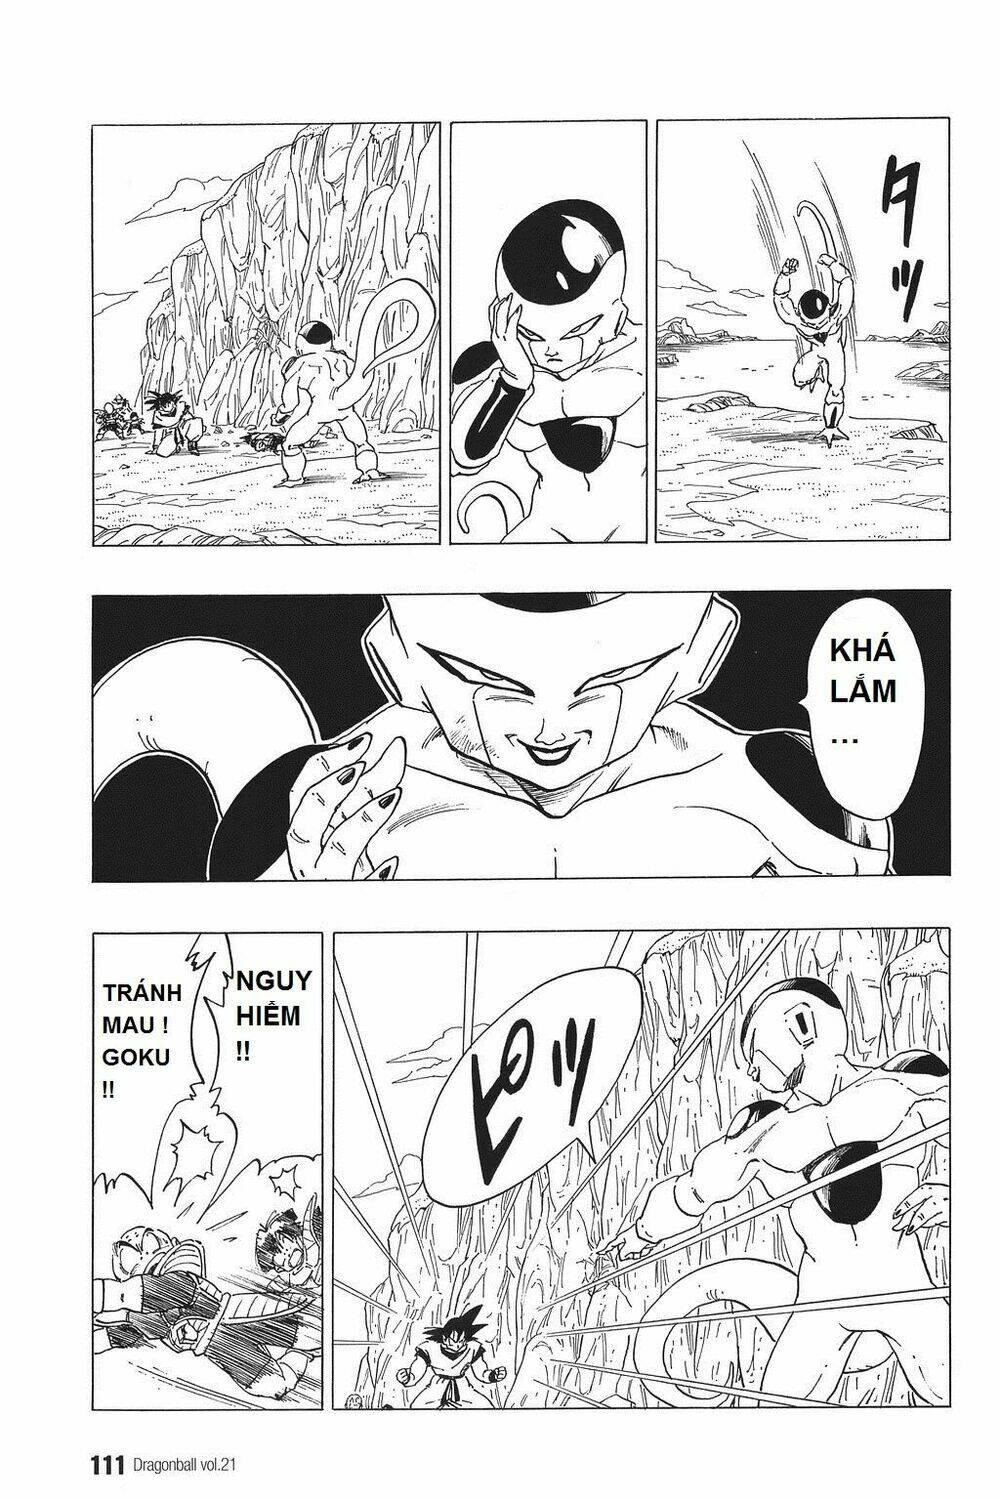 タッ
KHÁ
LẮM
...
ピッ
NGUY
HIỂM
!!
TRÁNH
MAU !
GOKU
!!
111 Dragonball vol.21